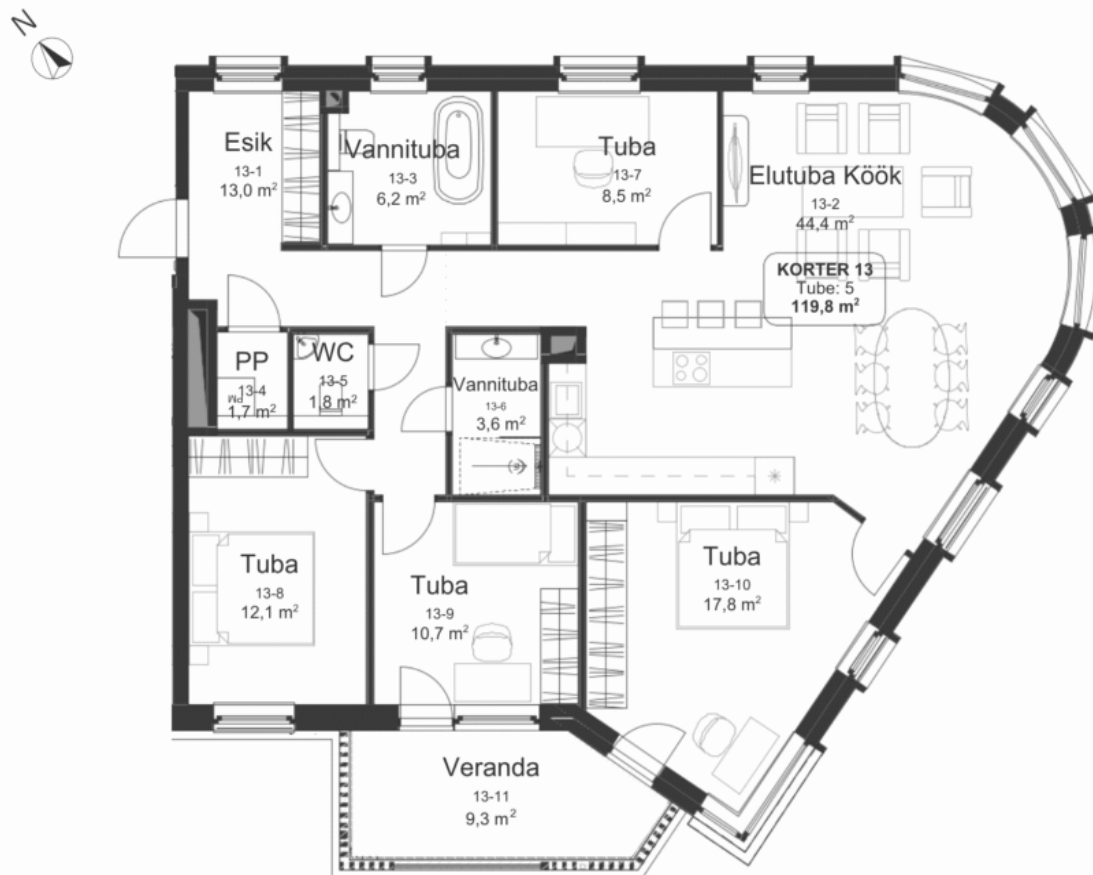 N
Esik
13-1
13,0 m²
Vannituba
13-3
6,2 m²
Tuba
13-7
8,5 m²
Elutuba Köök
13-2
44,4 m²
KORTER 13
Tube: 5
119,8 m²
PP
13-4
PM
1,7 m²
WC
13-5
1,8 m²
Vannituba
13-6
3,6 m²
Tuba
13-8
12,1 m²
Tuba
13-9
10,7 m²
Tuba
13-10
17,8 m²
Veranda
13-11
9,3 m²